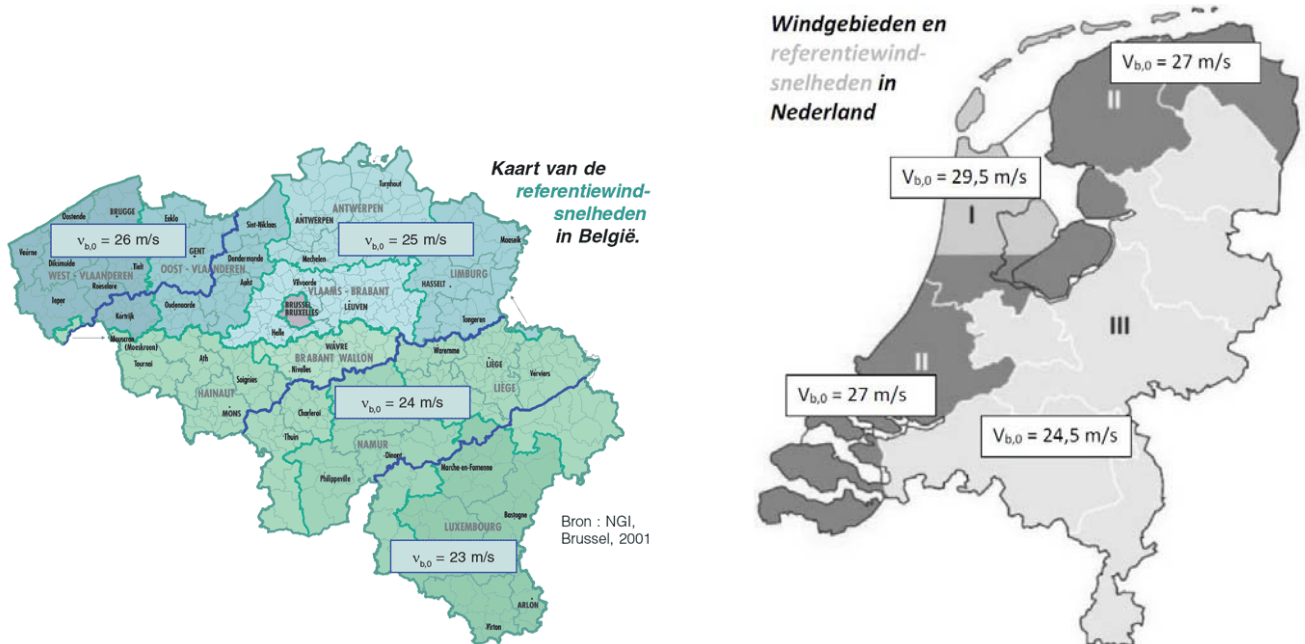 Kaart van de
referentiewind-
snelheden
in België.
Turnhout
ANTWERPEN
ANTWERPEN
Oostende
BRUGGE
Eeklo
Sint-Niklaas
νb,0 = 26 m/s
νb,0 = 25 m/s
Maaseik
Veurne
Diksmuide
Tielt
GENT
Dendermonde
Mechelen
WEST - VLAANDEREN
OOST - VLAANDEREN
LIMBURG
Roeselare
Aalst
Vilvoorde
VLAAMS - BRABANT
HASSELT
Ieper
Oudenaarde
BRUSSEL
BRUXELLES
LEUVEN
Kortrijk
Halle
Tongeren
Mouscron
(Moeskroen)
WAVRE
Waremme
Tournai
Ath
BRABANT WALLON
LIÈGE
Nivelles
Verviers
Soignies
LIÈGE
HAINAUT
νb,0 = 24 m/s
MONS
Charleroi
Thuin
NAMUR
Dinant
Philippeville
Marche-en-Famenne
Bastogne
LUXEMBOURG
Bron : NGI,
Brussel, 2001
νb,0 = 23 m/s
ARLON
Virton
Windgebieden en
referentiewind-
snelheden in
Nederland
Vb,0 = 27 m/s
II
Vb,0 = 29,5 m/s
I
III
II
Vb,0 = 27 m/s
Vb,0 = 24,5 m/s